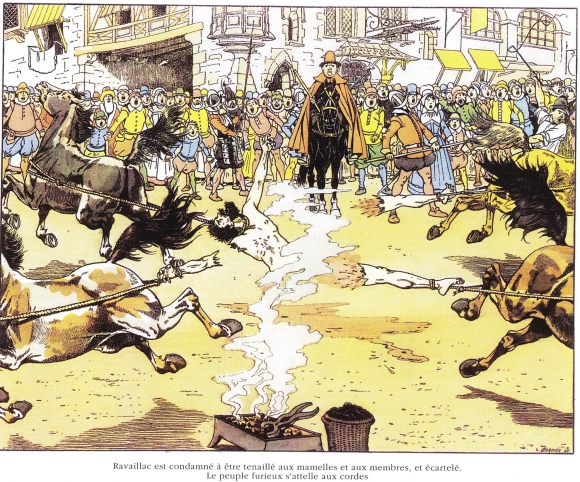 Ravaillac est condamné à être tenaillé aux mamelles et aux membres, et écartelé.
Le peuple furieux s'attelle aux cordes